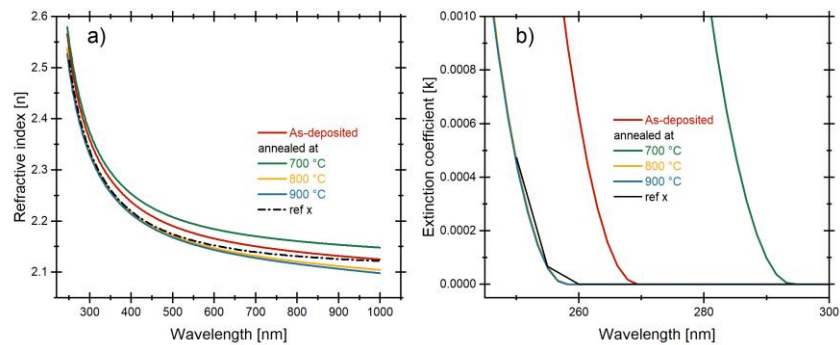 a)
2.6
2.5
2.4
2.3
2.2
2.1
Refractive index [n]
As-deposited
annealed at
700 °C
800 °C
900 °C
ref x
300 400 500 600 700 800 900 1000
Wavelength [nm]
b)
0.0010
0.0008
0.0006
0.0004
0.0002
0.0000
Extinction coefficient [k]
As-deposited
annealed at
700 °C
800 °C
900 °C
ref x
260 280 300
Wavelength [nm]